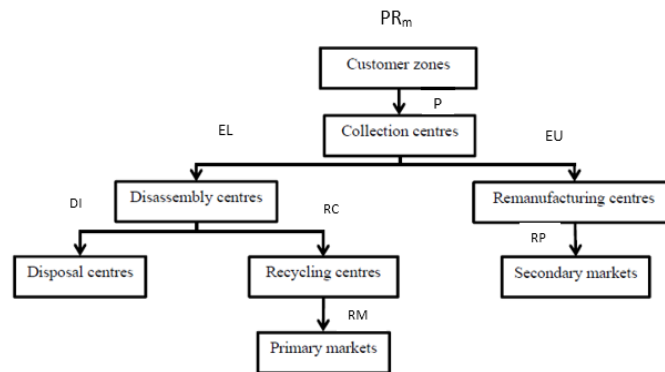 PRm
Customer zones
P
Collection centres
EL
EU
Disassembly centres
Remanufacturing centres
DI
RC
RP
Disposal centres
Recycling centres
Secondary markets
RM
Primary markets